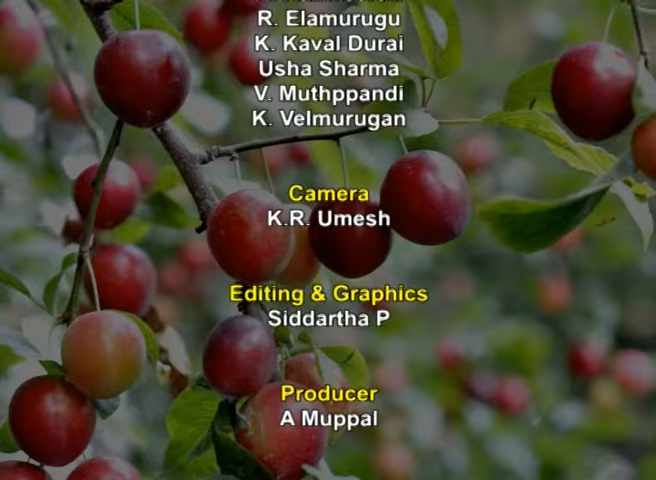 R. Elamurugu
K. Kaval Durai
Usha Sharma
V. Muthppandi
K. Velmurugan
Camera
K.R. Umesh
Editing & Graphics
Siddartha P
Producer
A Muppal